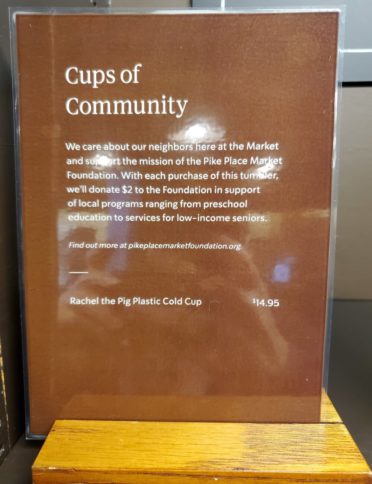 Cups of
Community
We care about our neighbors here at the Market
and support the mission of the Pike Place Market
Foundation. With each purchase of this tumbler,
we'll donate $2 to the Foundation in support
of local programs ranging from preschool
education to services for low-income seniors.
Find out more at pikeplacemarketfoundation.org.
Rachel the Pig Plastic Cold Cup $14.95